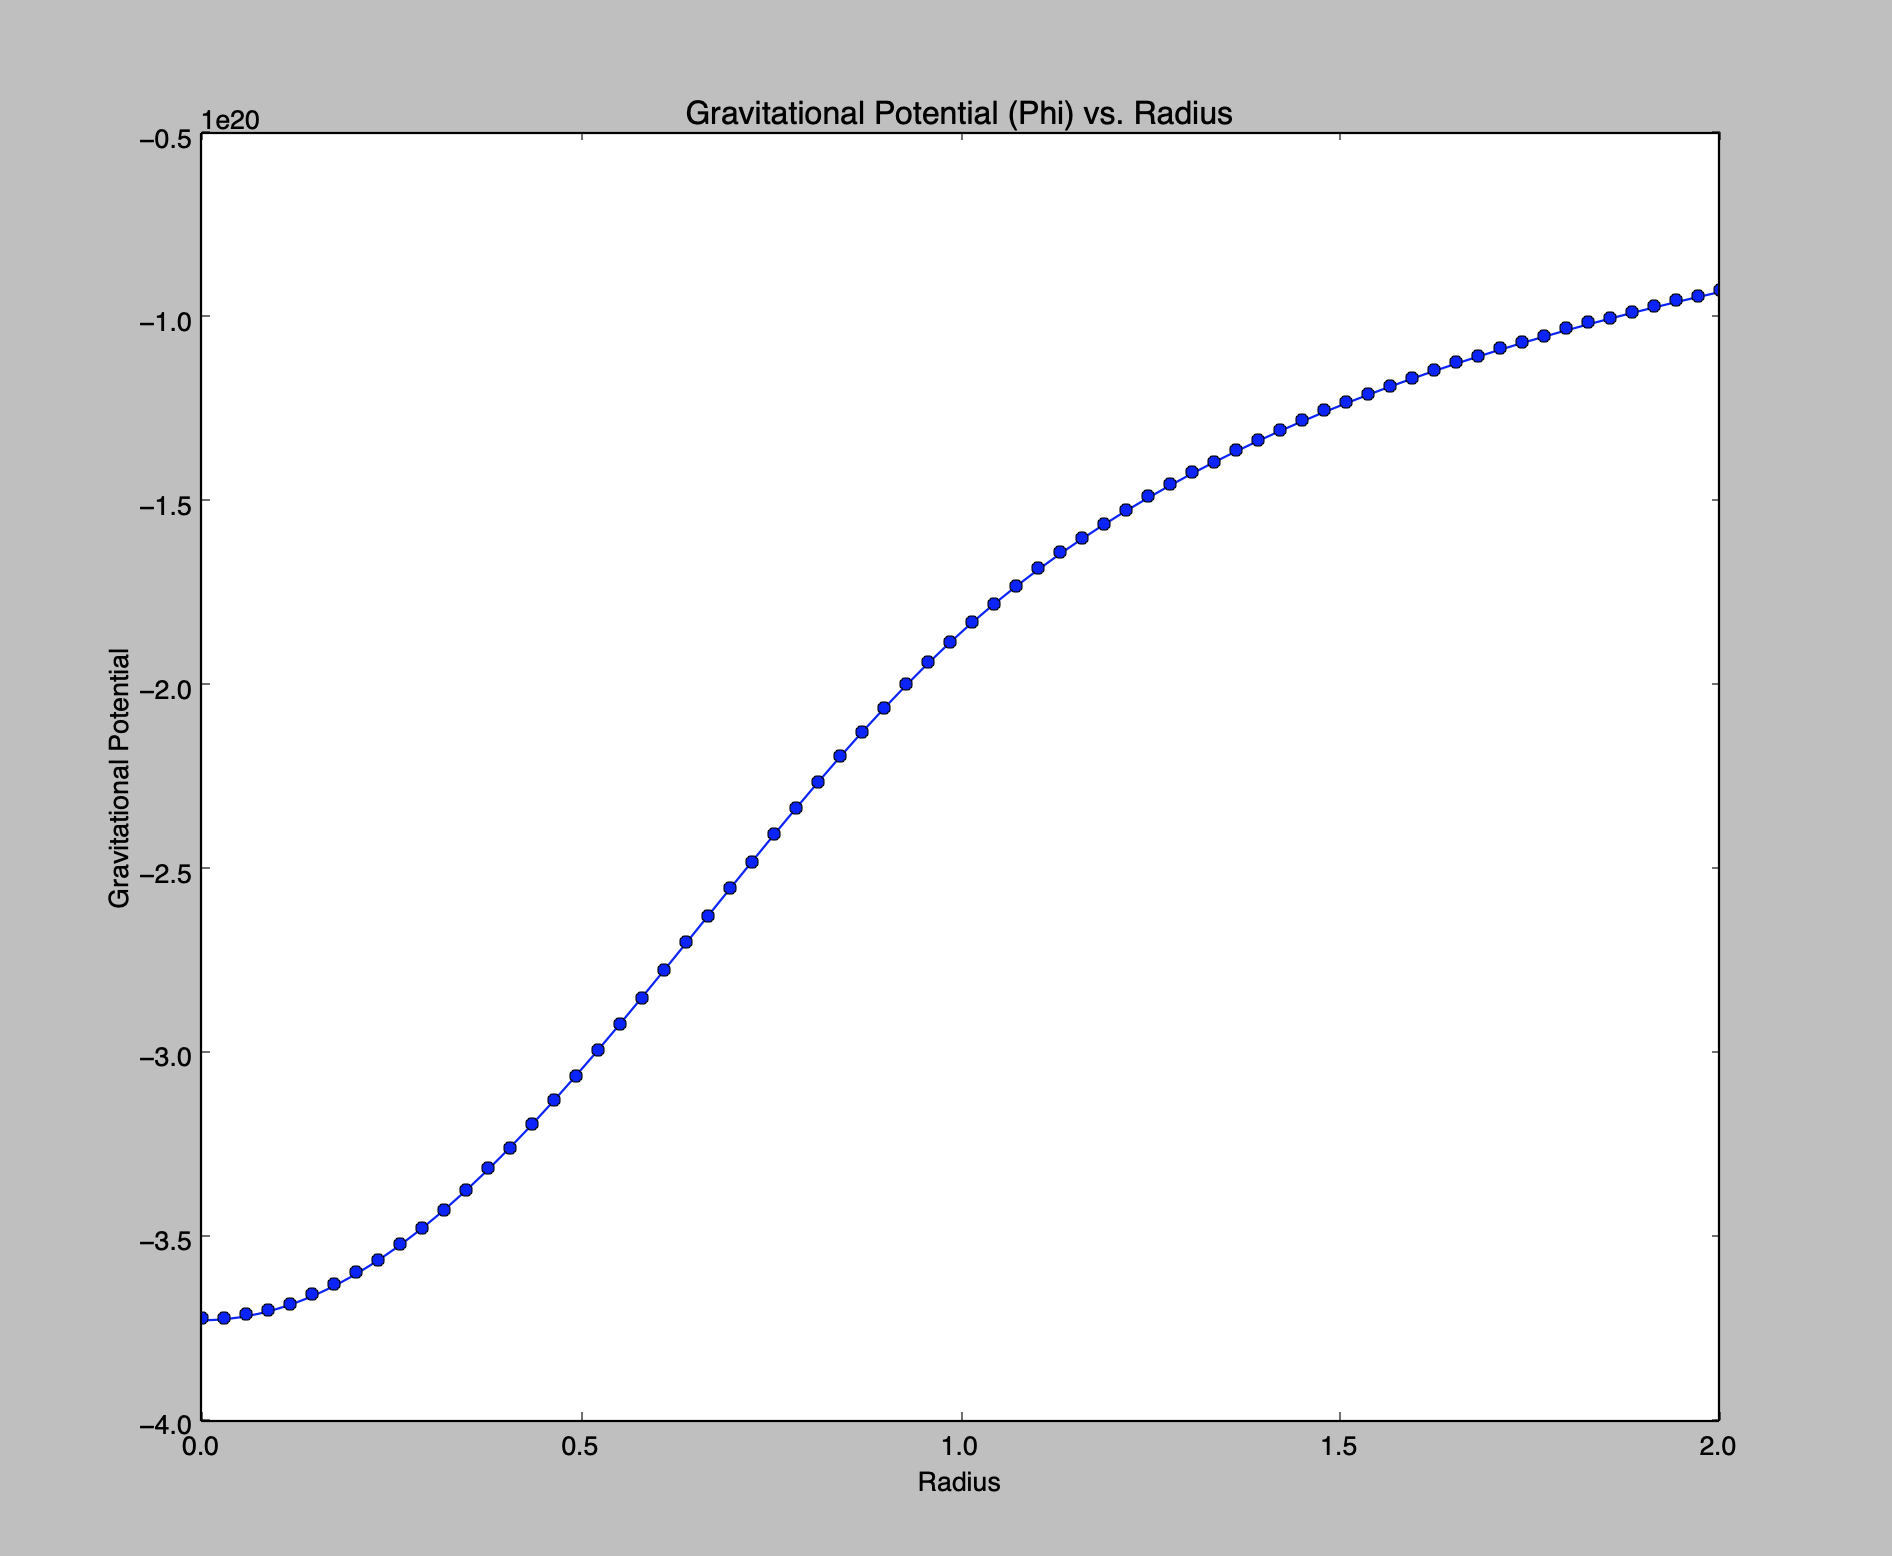 Gravitational Potential (Phi) vs. Radius
1e20
−0.5
−1.0
−1.5
−2.0
−2.5
−3.0
−3.5
−4.0
Gravitational Potential
0.0 0.5 1.0 1.5 2.0
Radius